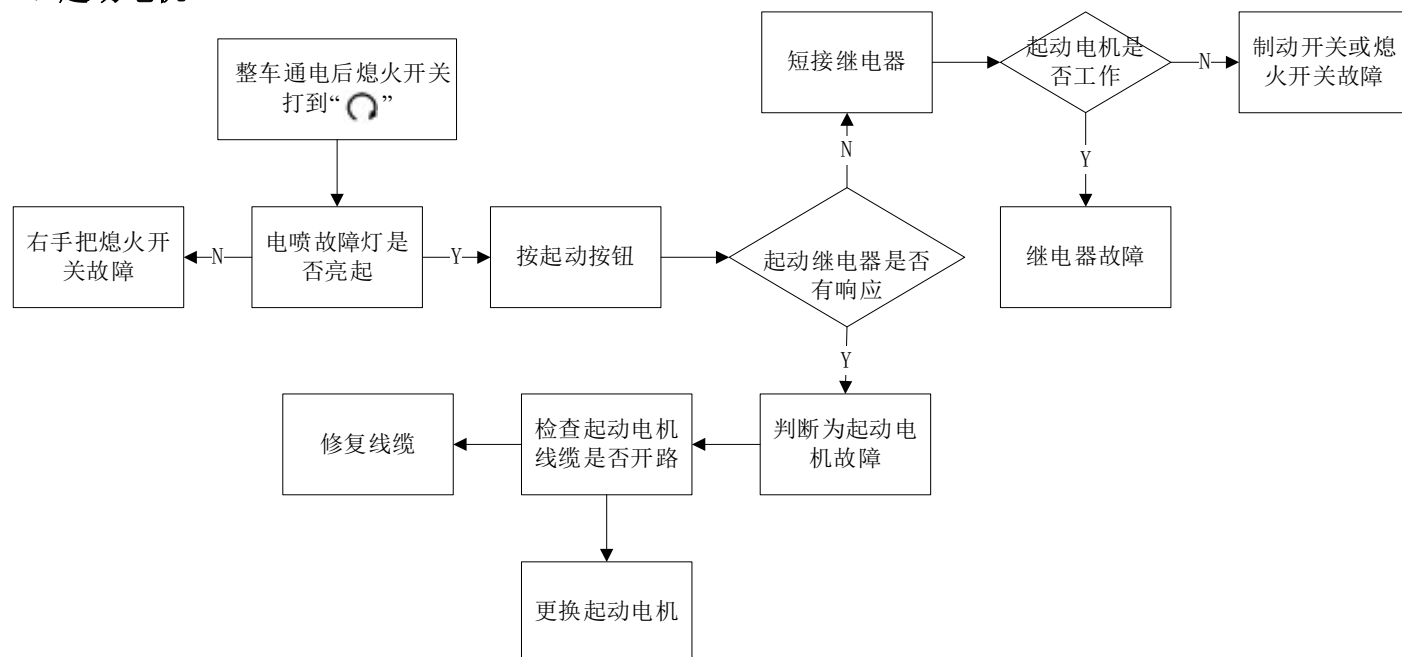 起动电机
整车通电后熄火开关
打到“ ”
短接继电器
起动电机是
否工作
N
制动开关或熄
火开关故障
Y
N
右手把熄火开
关故障
N
电喷故障灯是
否亮起
Y
按起动按钮
起动继电器是否
有响应
继电器故障
Y
修复线缆
检查起动电机
线缆是否开路
判断为起动电
机故障
更换起动电机